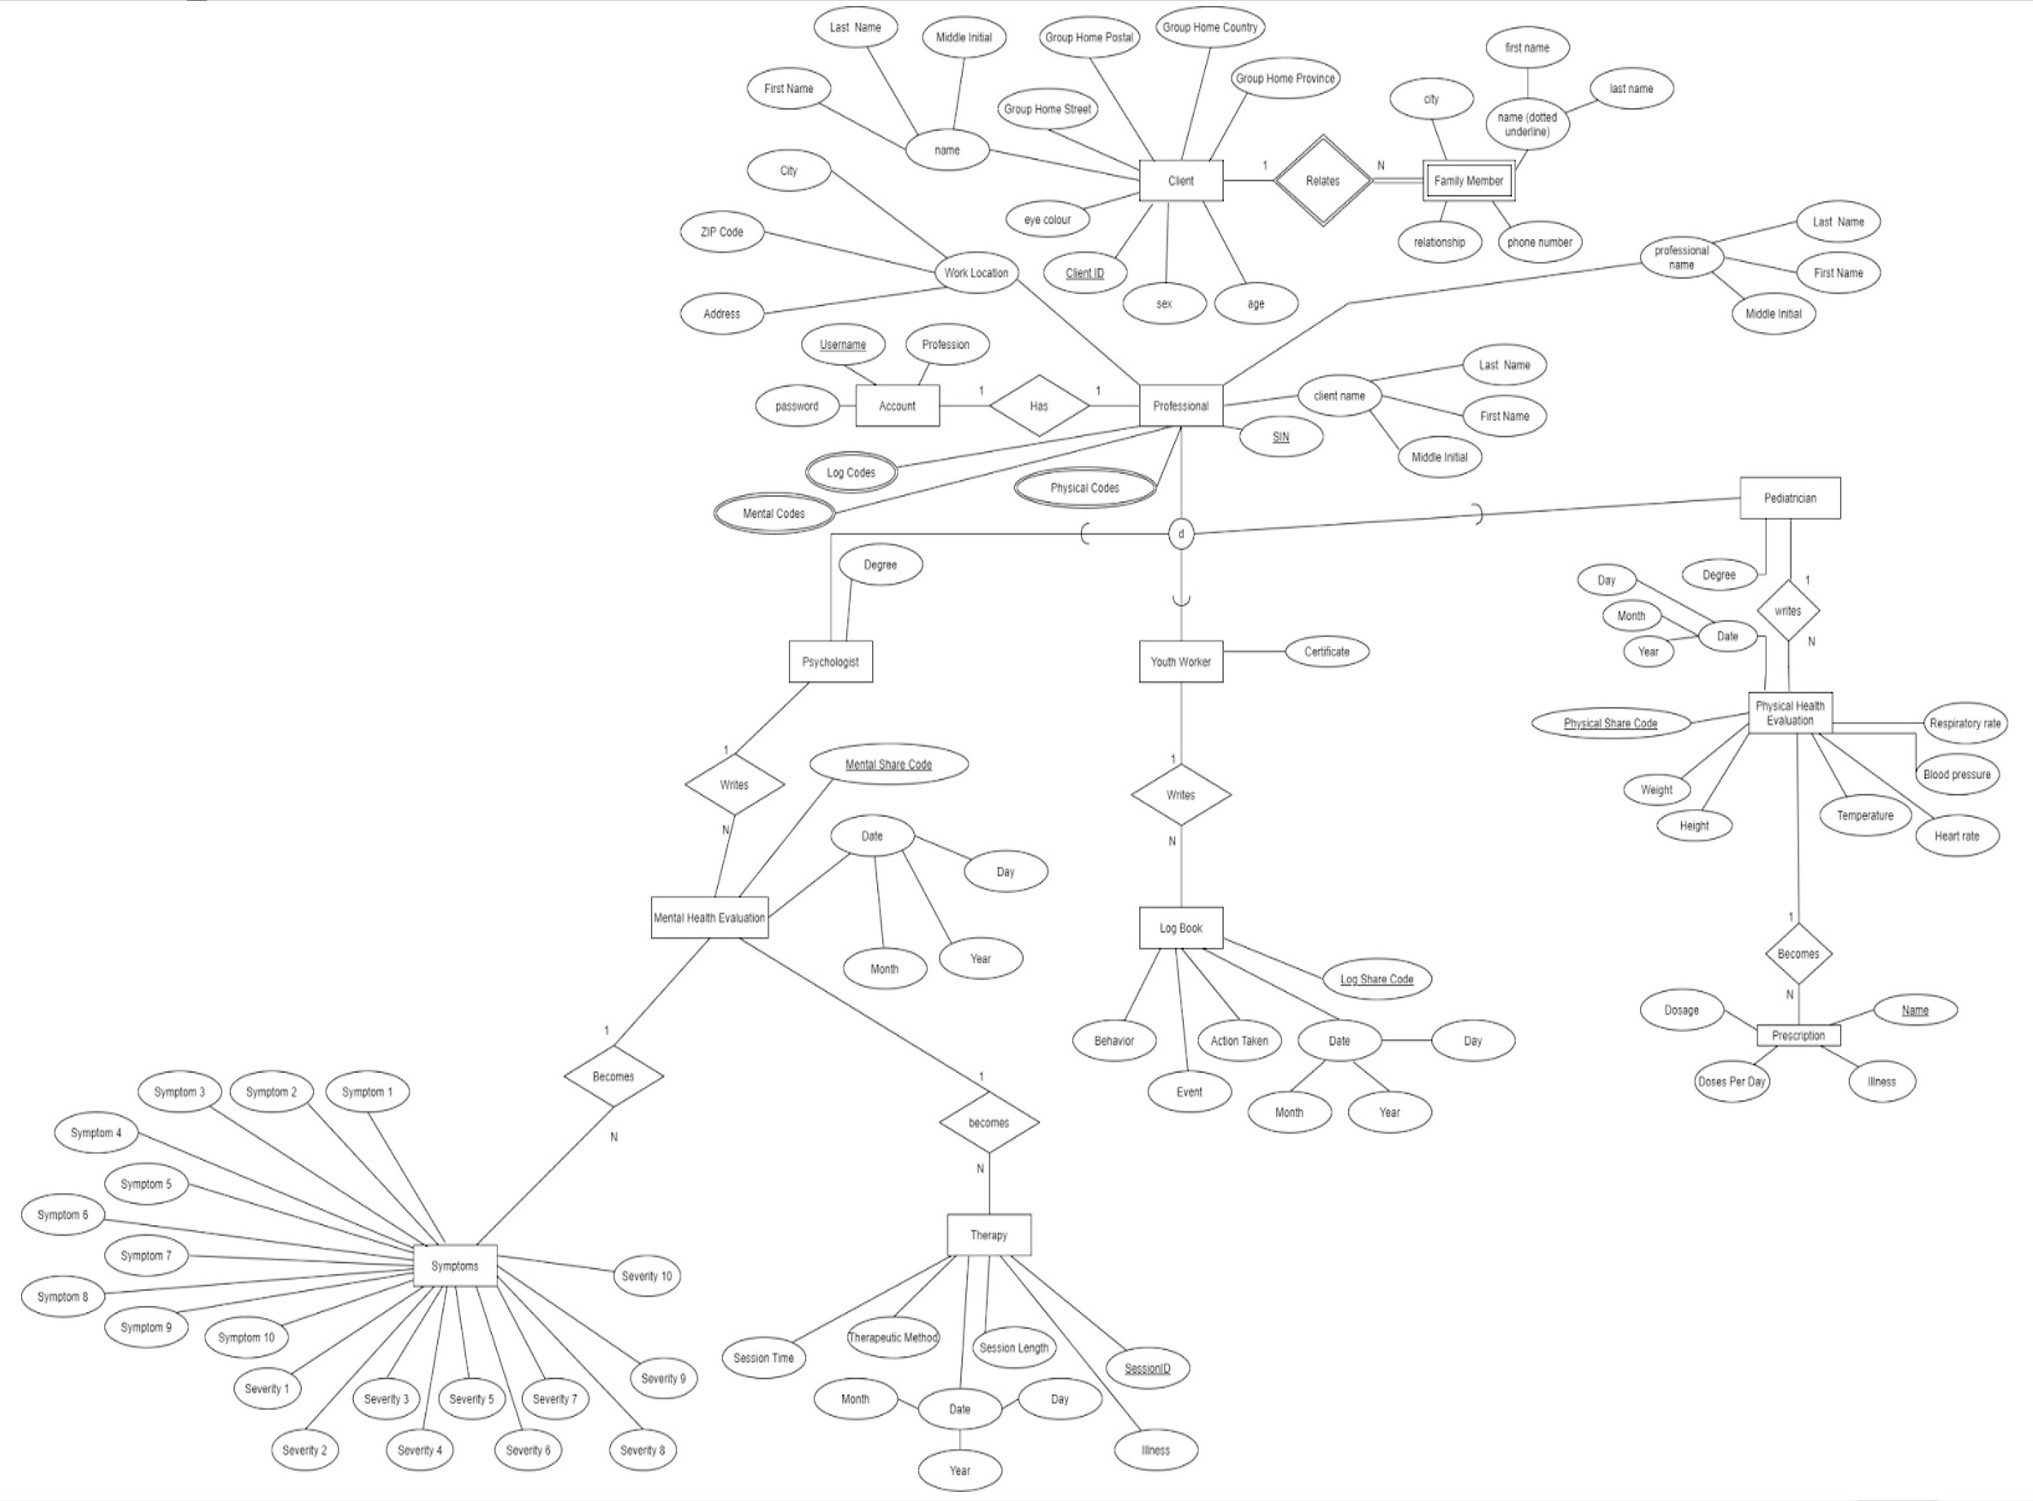 Last Name
Middle Initial
First Name
name
Group Home Postal
Group Home Country
Group Home Province
Group Home Street
Client
eye colour
Client ID
sex
age
1
Relates
N
Family Member
city
first name
last name
name (dotted
underline)
relationship
phone number
City
ZIP Code
Address
Work Location
professional
name
Last Name
First Name
Middle Initial
Username
Profession
password
Account
1
Has
1
Professional
client name
Last Name
First Name
Middle Initial
SIN
Log Codes
Mental Codes
Physical Codes
d
Pediatrician
Degree
1
writes
N
Day
Month
Year
Date
Degree
Psychologist
Youth Worker
Certificate
Physical Health
Evaluation
Physical Share Code
Respiratory rate
Blood pressure
Weight
Height
Temperature
Heart rate
1
Becomes
N
Prescription
Dosage
Name
Doses Per Day
Illness
1
Writes
N
Mental Share Code
Date
Day
Month
Year
Mental Health Evaluation
1
Writes
N
Log Book
Log Share Code
Behavior
Event
Action Taken
Date
Day
Month
Year
1
Becomes
N
1
becomes
N
Symptom 3
Symptom 2
Symptom 1
Symptom 4
Symptom 5
Symptom 6
Symptom 7
Symptom 8
Symptom 9
Symptom 10
Symptoms
Severity 10
Severity 9
Severity 1
Severity 3
Severity 5
Severity 7
Severity 2
Severity 4
Severity 6
Severity 8
Therapy
Session Time
Therapeutic Method
Session Length
SessionID
Month
Date
Day
Year
Illness